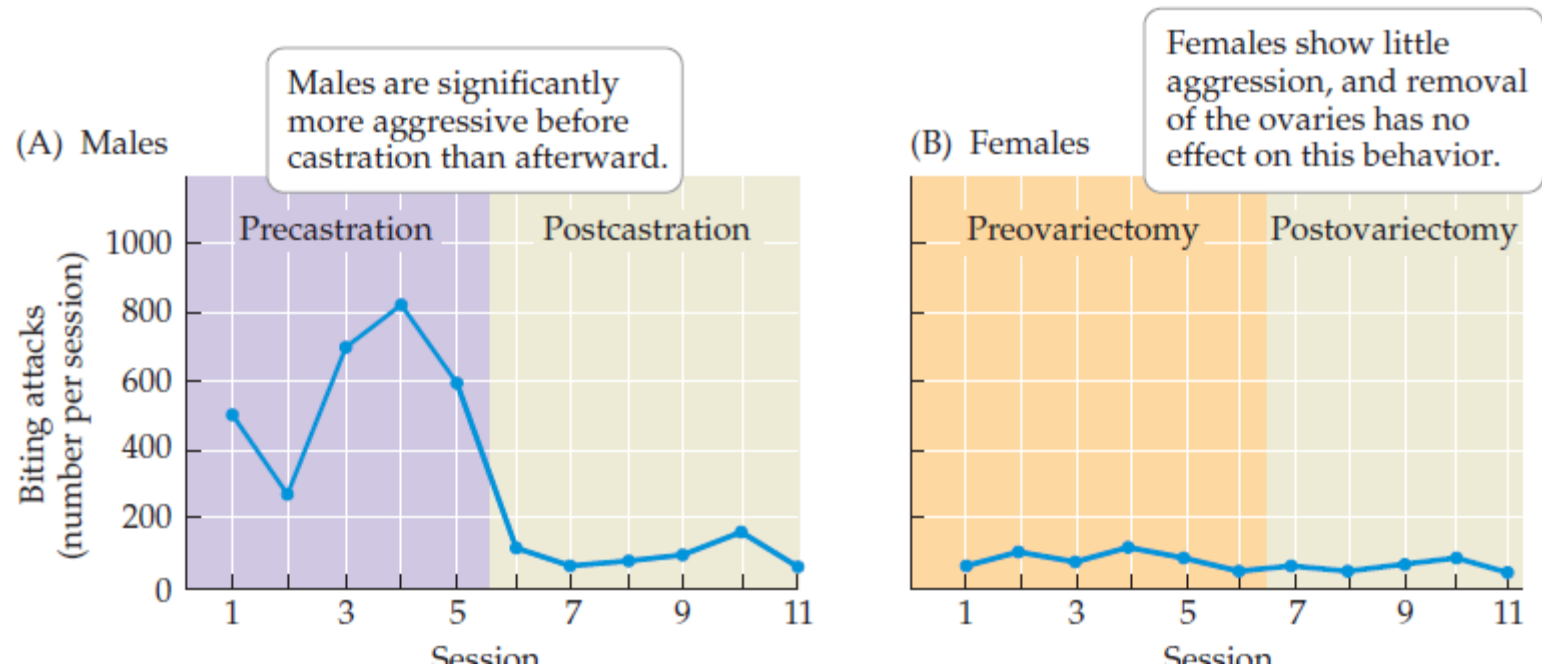 Males are significantly
more aggressive before
castration than afterward.
(A) Males
Precastration
Postcastration
Biting attacks
(number per session)
1000
800
600
400
200
0
1
3
5
7
9
11
Session
Females show little
aggression, and removal
of the ovaries has no
effect on this behavior.
(B) Females
Preovariectomy
Postovariectomy
1
3
5
7
9
11
Session